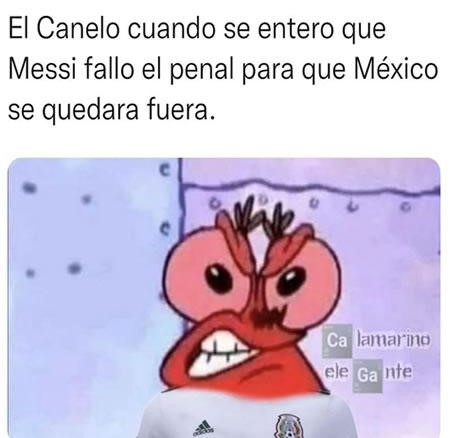 El Canelo cuando se entero que
Messi fallo el penal para que México
se quedara fuera.
Ca lamarino
ele Ga nte